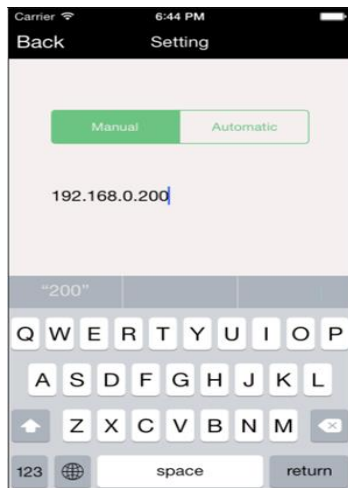 Carrier 6:44 PM
Back Setting
Manual Automatic
192.168.0.200
“200”
Q W E R T Y U I O P
A S D F G H J K L
Z X C V B N M
123 space return